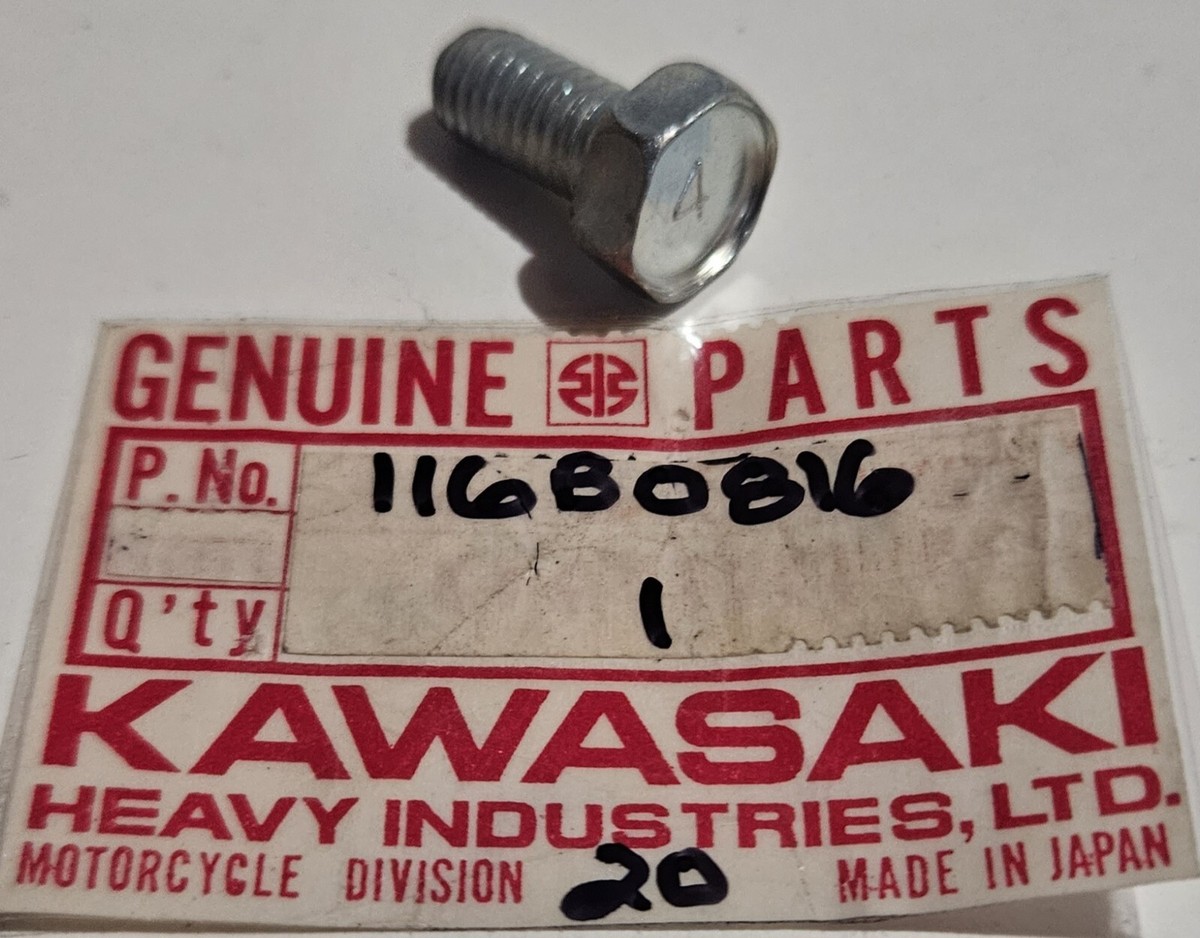 4
GENUINE PARTS
P. No. 116B0816
Q'ty 1
KAWASAKI
HEAVY INDUSTRIES, LTD.
MOTORCYCLE DIVISION 20 MADE IN JAPAN